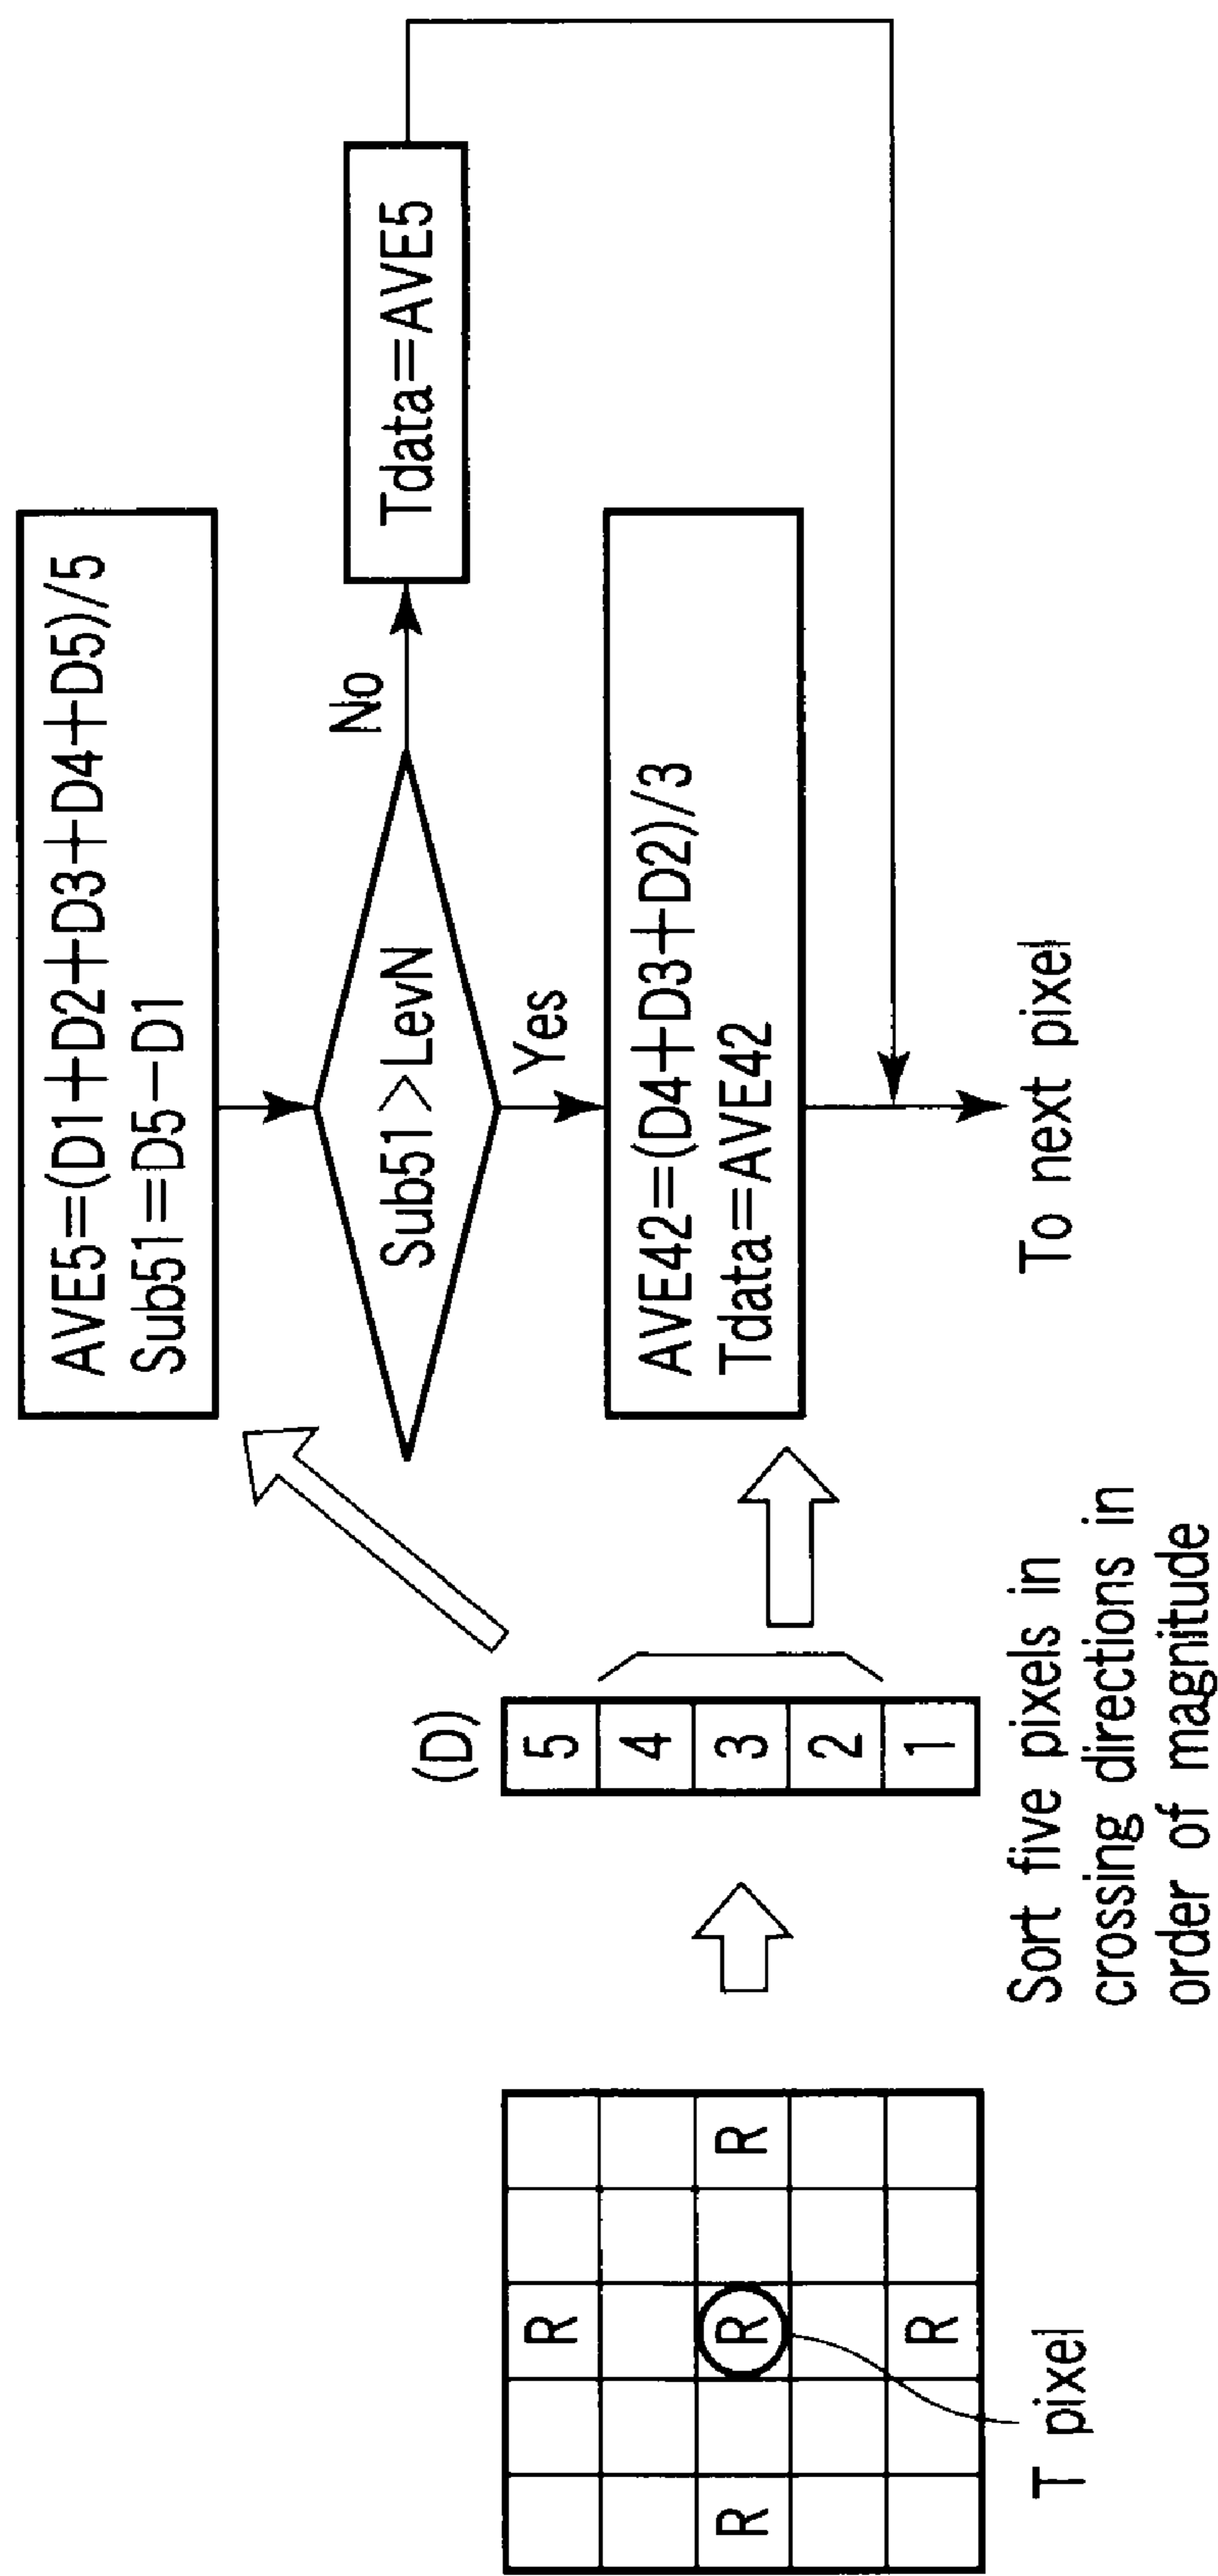 R
R R R
R
T pixel
(D)
5
4
3
2
1
Sort five pixels in
crossing directions in
order of magnitude
AVE5=(D1+D2+D3+D4+D5)/5
Sub51=D5-D1
Sub51>LevN
No
Tdata=AVE5
Yes
AVE42=(D4+D3+D2)/3
Tdata=AVE42
To next pixel